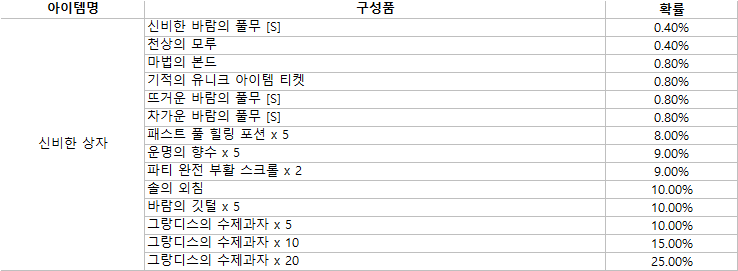 아이템명 구성품 확률
신비한 바람의 풀무 [S] 0.40%
천상의 모루 0.40%
마법의 본드 0.80%
기적의 유니크 아이템 티켓 0.80%
뜨거운 바람의 풀무 [S] 0.80%
차가운 바람의 풀무 [S] 0.80%
패스트 풀 힐링 포션 x 5 8.00%
신비한 상자 운명의 향수 x 5 9.00%
파티 완전 부활 스크롤 x 2 9.00%
솔의 외침 10.00%
바람의 깃털 x 5 10.00%
그랑디스의 수제과자 x 5 10.00%
그랑디스의 수제과자 x 10 15.00%
그랑디스의 수제과자 x 20 25.00%